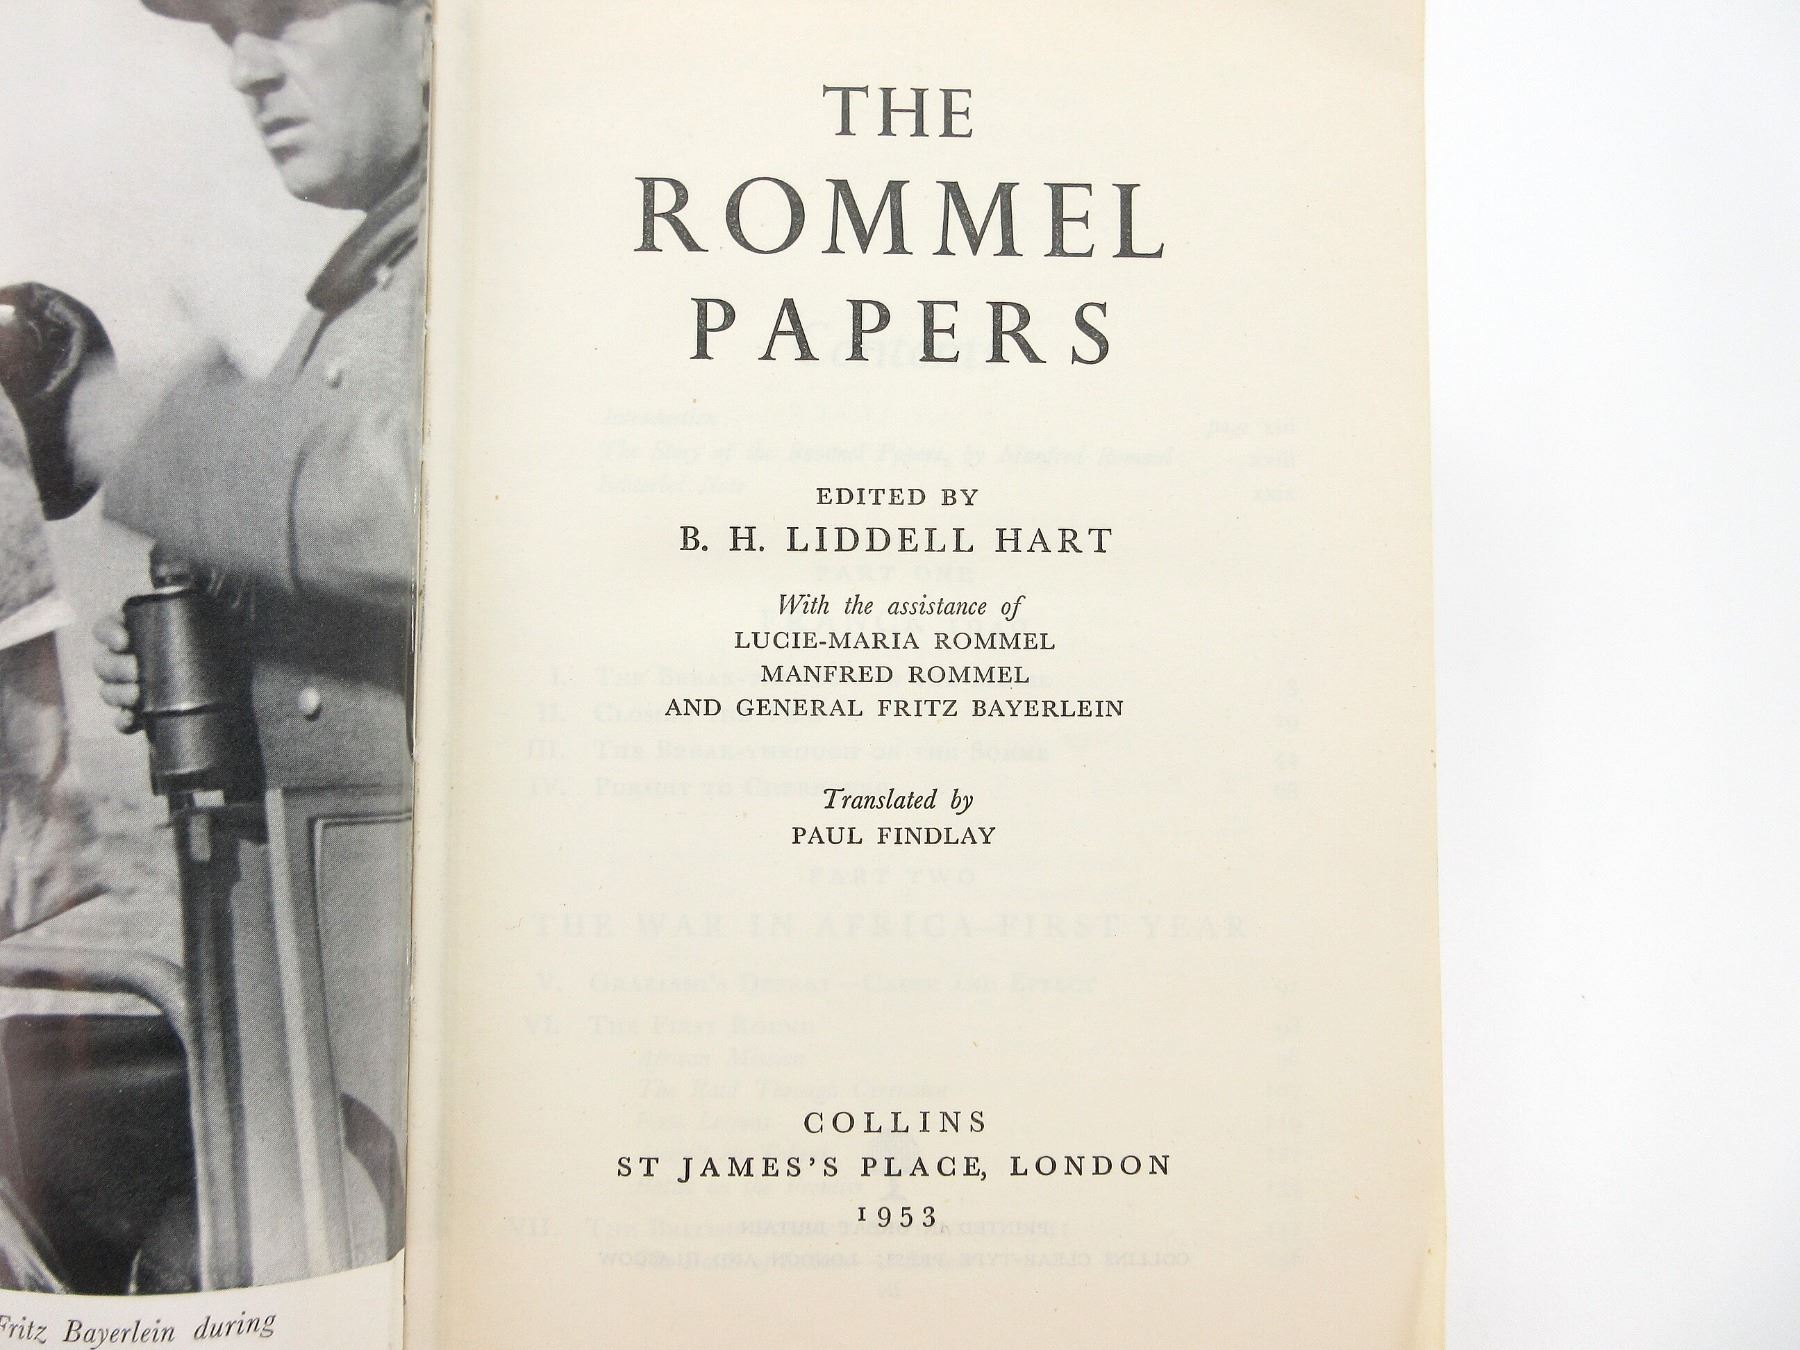 THE
ROMMEL
PAPERS
EDITED BY
B. H. LIDDELL HART
With the assistance of
LUCIE-MARIA ROMMEL
MANFRED ROMMEL
AND GENERAL FRITZ BAYERLEIN
Translated by
PAUL FINDLAY
COLLINS
ST JAMES'S PLACE, LONDON
1953
Fritz Bayerlein during